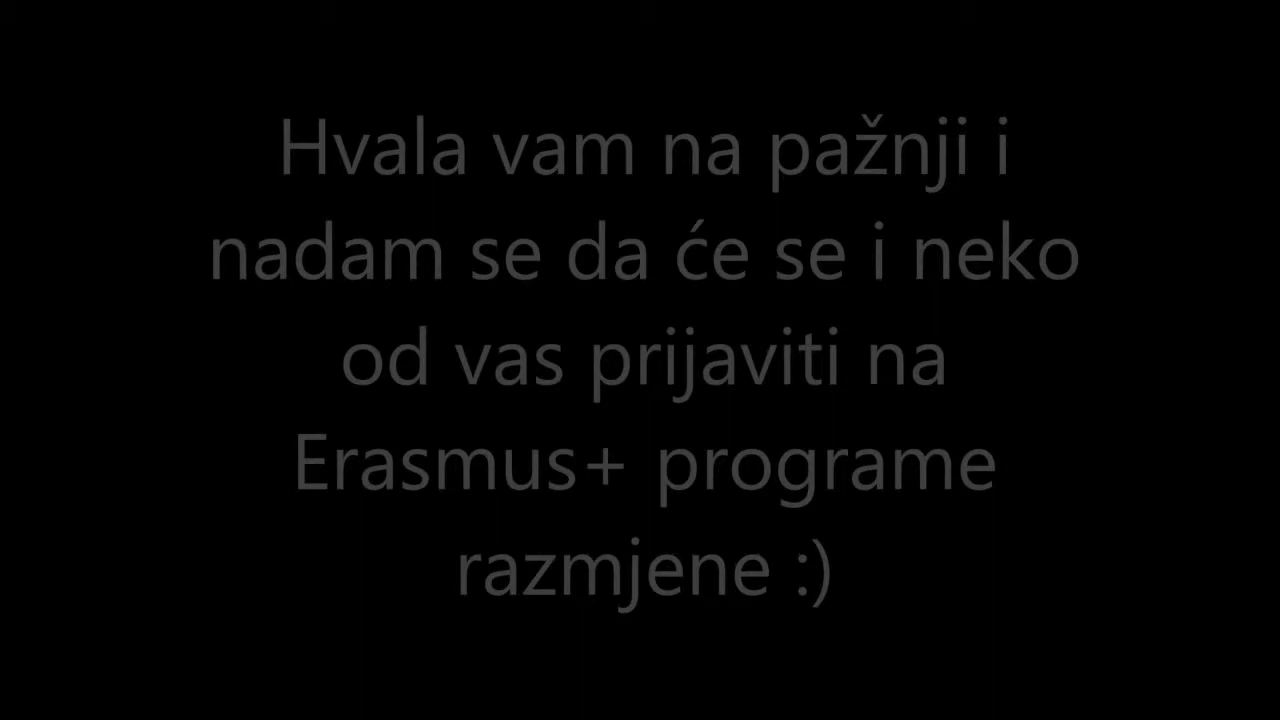 Hvala vam na pažnji i
nadam se da će se i neko
od vas prijaviti na
Erasmus+ programe
razmjene :)